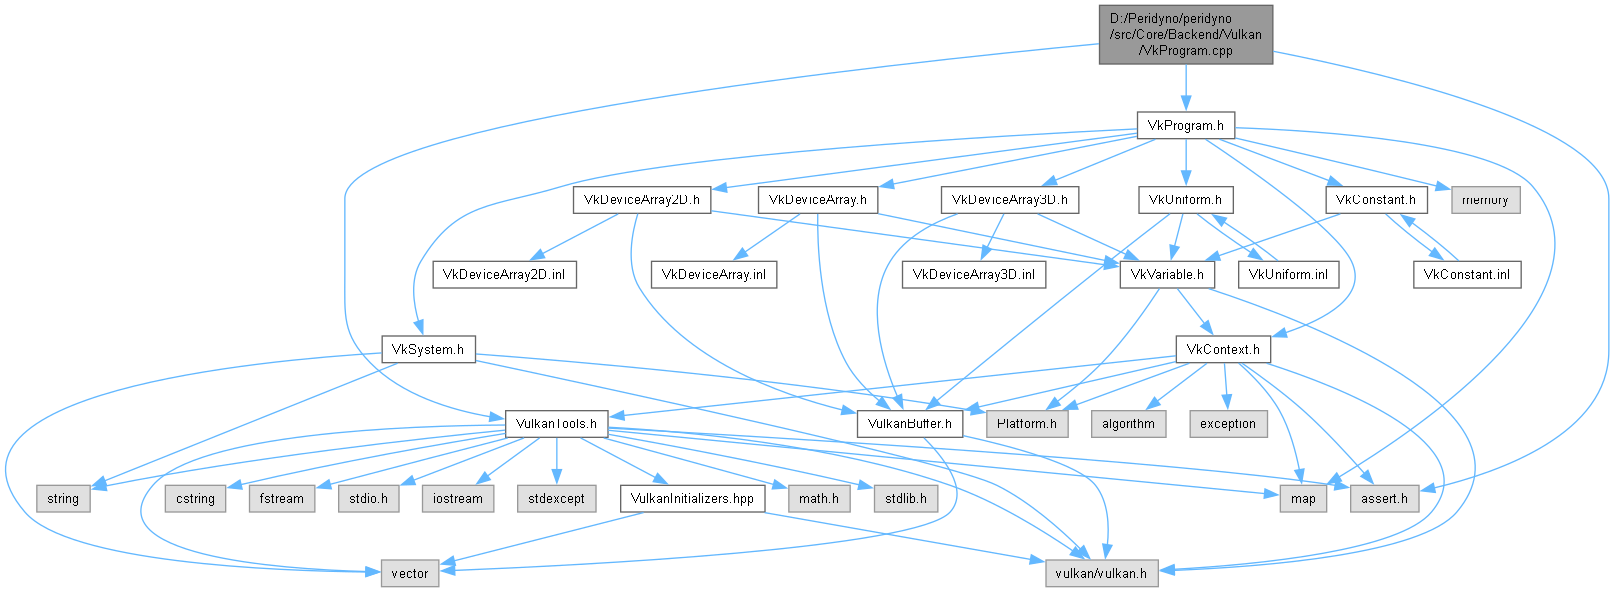 D:/Peridyno/peridyno
/src/Core/Backend/Vulkan
/VkProgram.cpp
VkProgram.h
VkDeviceArray2D.h
VkDeviceArray.h
VkDeviceArray3D.h
VkUniform.h
VkConstant.h
memory
VkDeviceArray2D.inl
VkDeviceArray.inl
VkDeviceArray3D.inl
VkVariable.h
VkUniform.inl
VkConstant.inl
VkSystem.h
VkContext.h
VulkanTools.h
VulkanBuffer.h
Platform.h
algorithm
exception
string
cstring
fstream
stdio.h
iostream
stdexcept
VulkanInitializers.hpp
math.h
stdlib.h
map
assert.h
vector
vulkan/vulkan.h